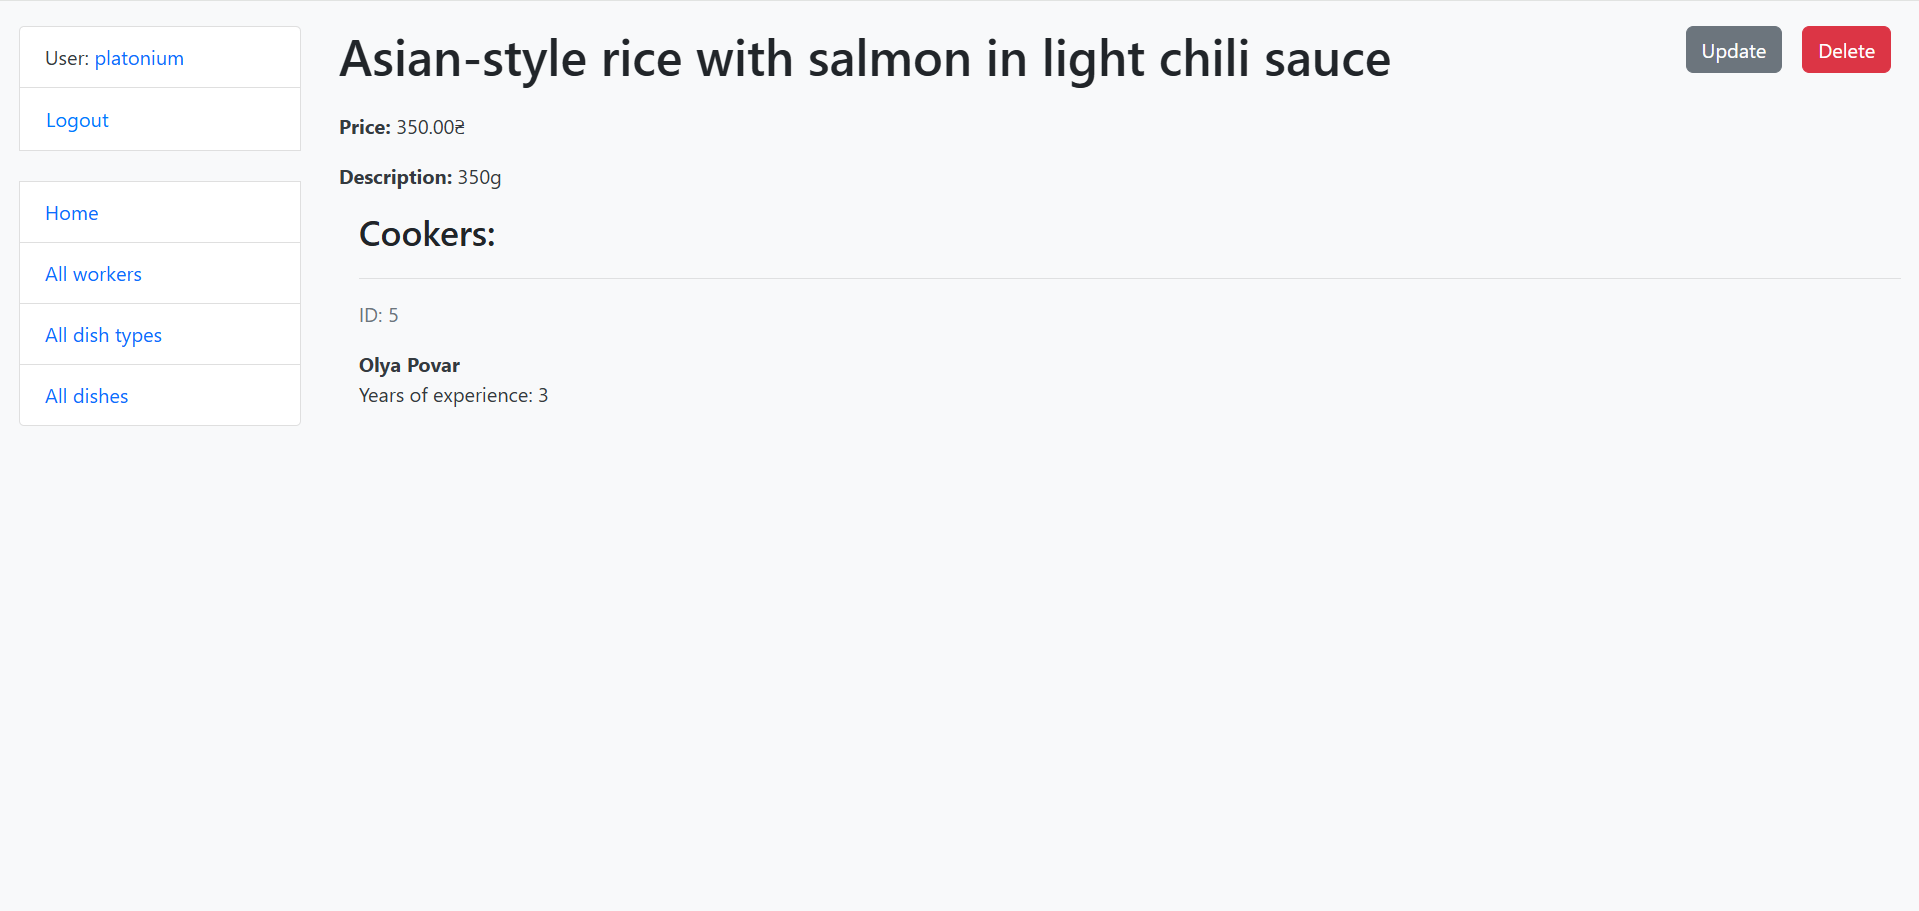 User: platonium
Logout
Home
All workers
All dish types
All dishes
Asian-style rice with salmon in light chili sauce
Update
Delete
Price: 350.00₴
Description: 350g
Cookers:
ID: 5
Olya Povar
Years of experience: 3